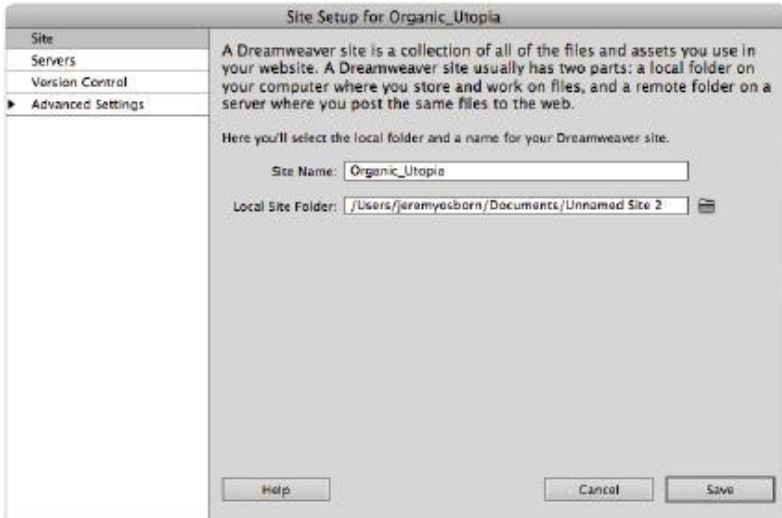 Site Setup for Organic_Utopia
Site
Servers
Version Control
Advanced Settings
A Dreamweaver site is a collection of all of the files and assets you use in
your website. A Dreamweaver site usually has two parts: a local folder on
your computer where you store and work on files, and a remote folder on a
server where you post the same files to the web.
Here you'll select the local folder and a name for your Dreamweaver site.
Site Name: Organic_Utopia
Local Site Folder: /Users/jeremyosborn/Documents/Unnamed Site 2
Help
Cancel
Save